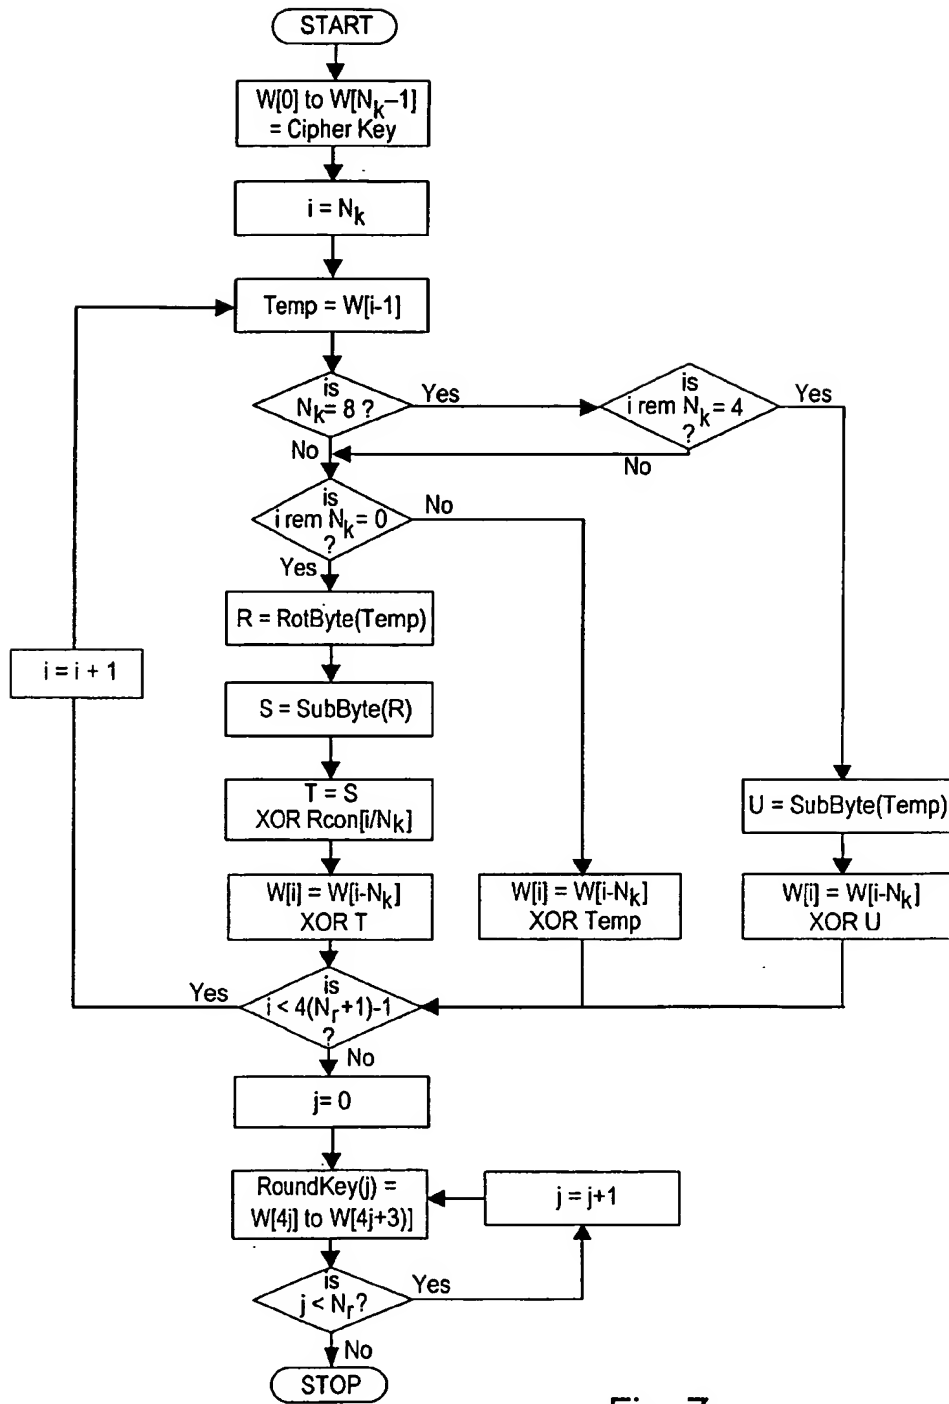 START
W[0] to W[Nk–1]
= Cipher Key
i = Nk
Temp = W[i-1]
is
Nk= 8 ?
Yes
No
is
i rem Nk = 4
?
Yes
No
is
i rem Nk = 0
?
No
Yes
R = RotByte(Temp)
i = i + 1
S = SubByte(R)
T = S
XOR Rcon[i/Nk]
U = SubByte(Temp)
W[i] = W[i-Nk]
XOR T
W[i] = W[i-Nk]
XOR Temp
W[i] = W[i-Nk]
XOR U
Yes
is
i < 4(Nr+1)-1
?
No
j= 0
RoundKey(j) =
W[4j] to W[4j+3)]
j = j+1
is
j < Nr?
Yes
No
STOP